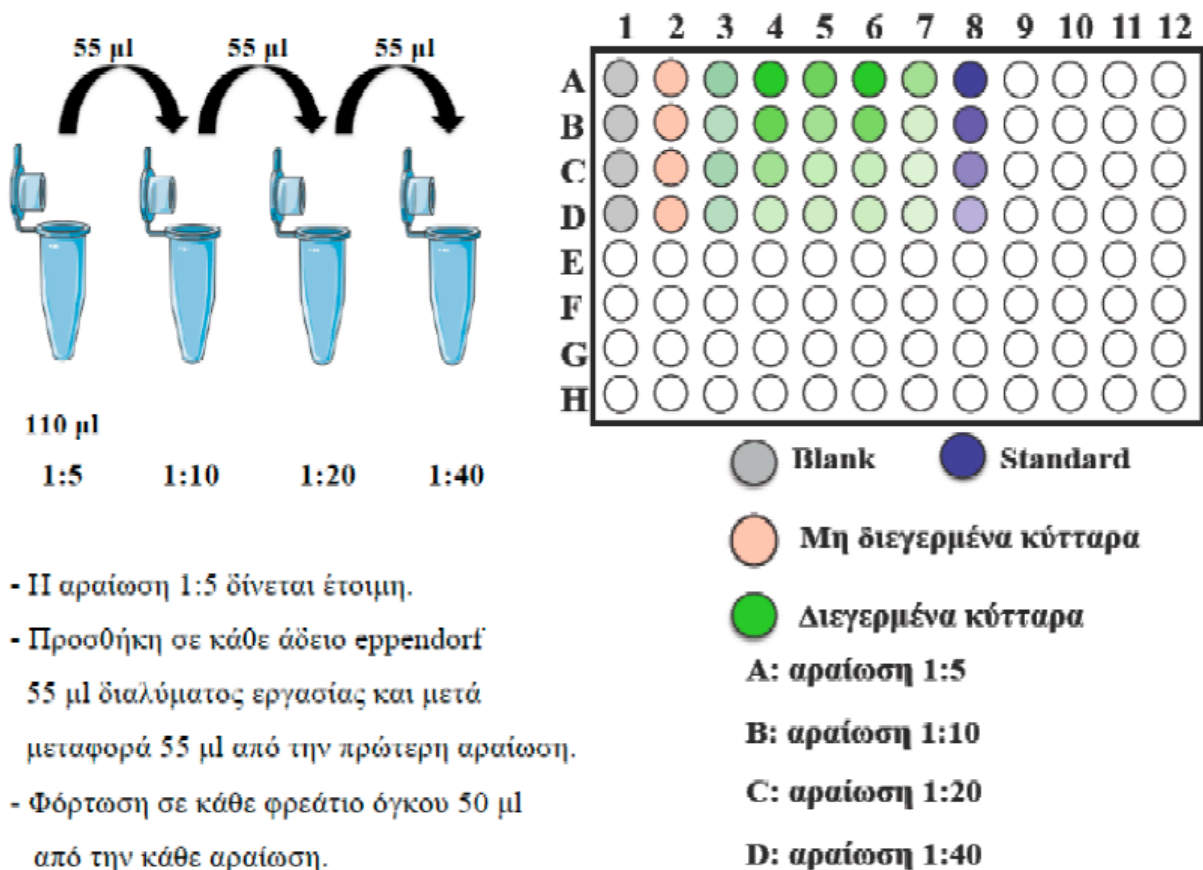 55 μl 55 μl 55 μl
110 μl
1:5 1:10 1:20 1:40
- Η αραίωση 1:5 δίνεται έτοιμη.
- Προσθήκη σε κάθε άδειο eppendorf
55 μl διαλύματος εργασίας και μετά
μεταφορά 55 μl από την πρώτερη αραίωση.
- Φόρτωση σε κάθε φρεάτιο όγκου 50 μl
από την κάθε αραίωση.
1 2 3 4 5 6 7 8 9 10 11 12
A
B
C
D
E
F
G
H
Blank Standard
Μη διεγερμένα κύτταρα
Διεγερμένα κύτταρα
A: αραίωση 1:5
B: αραίωση 1:10
C: αραίωση 1:20
D: αραίωση 1:40